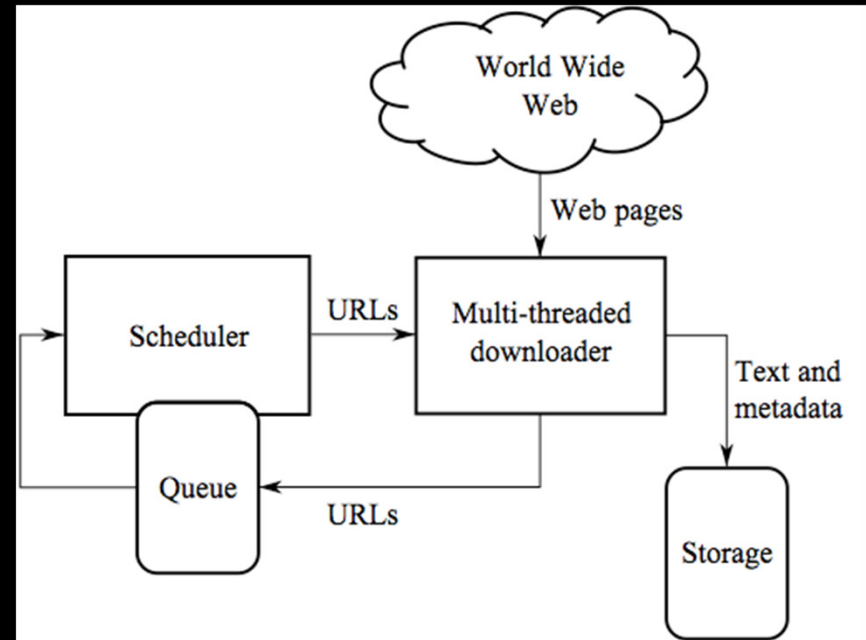 World Wide
Web
Web pages
Scheduler
URLs
Multi-threaded
downloader
Text and
metadata
Queue
URLs
Storage